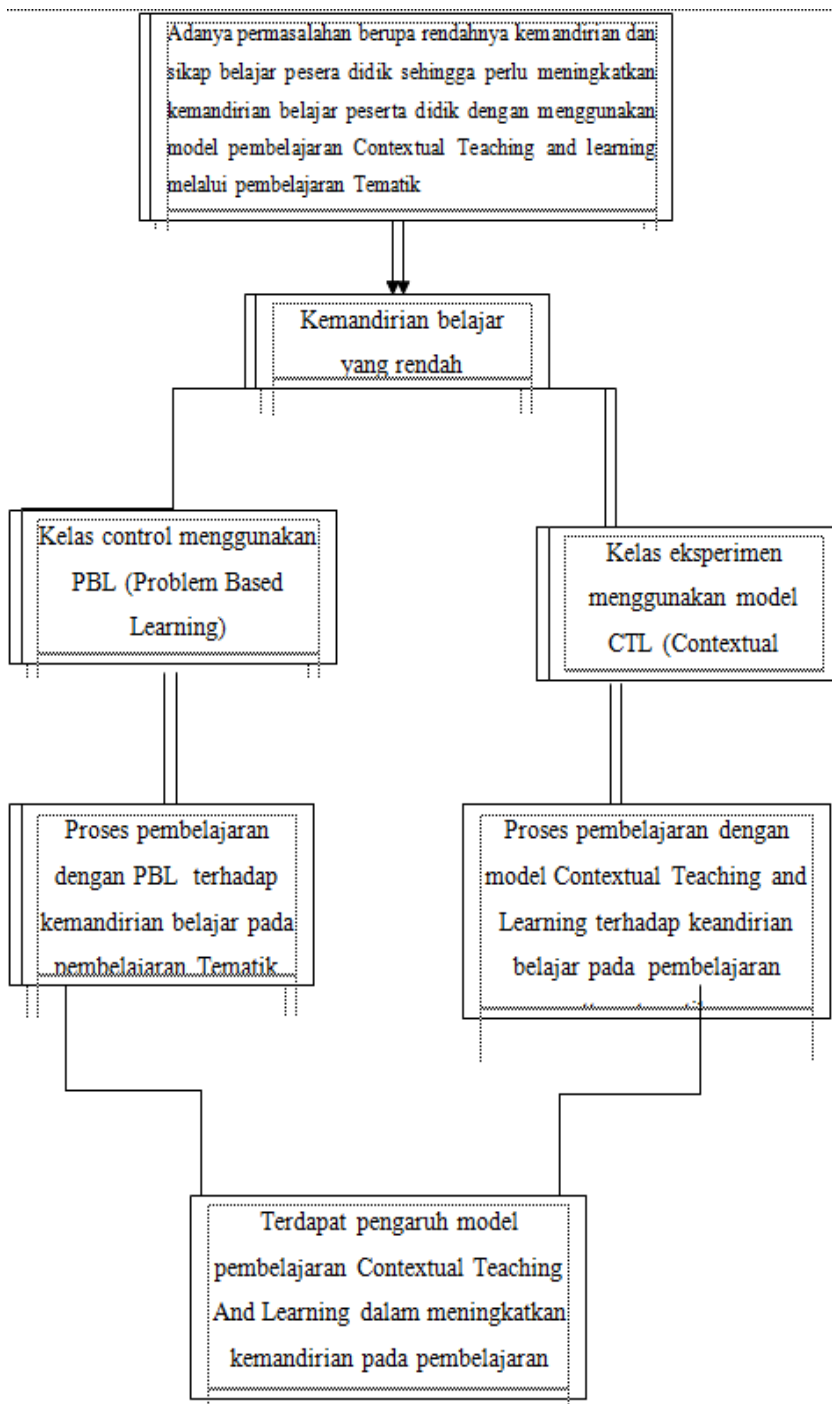 Adanya permasalahan berupa rendahnya kemandirian dan
sikap belajar pesera didik sehingga perlu meningkatkan
kemandirian belajar peserta didik dengan menggunakan
model pembelajaran Contextual Teaching and learning
melalui pembelajaran Tematik
Kemandirian belajar
yang rendah
Kelas control menggunakan
PBL (Problem Based
Learning)
Kelas eksperimen
menggunakan model
CTL (Contextual
Proses pembelajaran
dengan PBL terhadap
kemandirian belajar pada
pembelajaran Tematik
Proses pembelajaran dengan
model Contextual Teaching and
Learning terhadap keandirian
belajar pada pembelajaran
Terdapat pengaruh model
pembelajaran Contextual Teaching
And Learning dalam meningkatkan
kemandirian pada pembelajaran